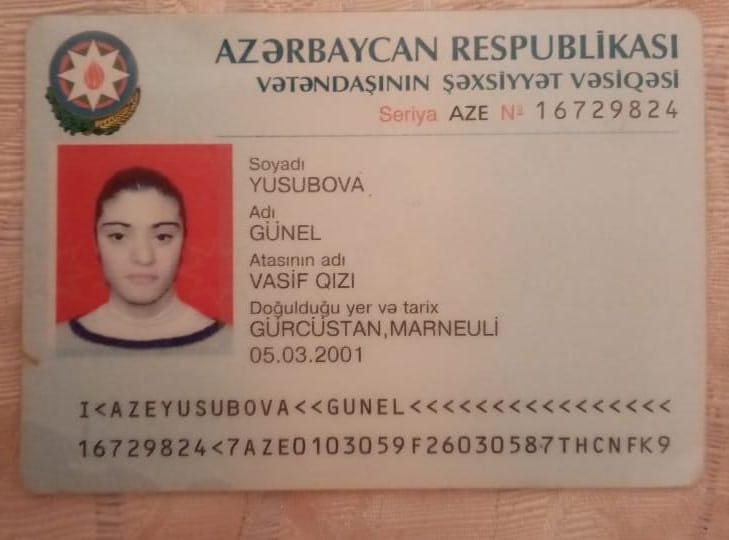 AZƏRBAYCAN RESPUBLİKASI
VƏTƏNDAŞININ ŞƏXSİYYƏT VƏSİQƏSİ
Seriya AZE № 16729824
Soyadı
YUSUBOVA
Adı
GÜNEL
Atasının adı
VASİF QIZI
Doğulduğu yer və tarix
GÜRCÜSTAN,MARNEULİ
05.03.2001
I<AZEYUSUBOVA<<GUNEL<<<<<<<<<<<<<<<<
16729824<7AZE0103059F26030587THCNFK9